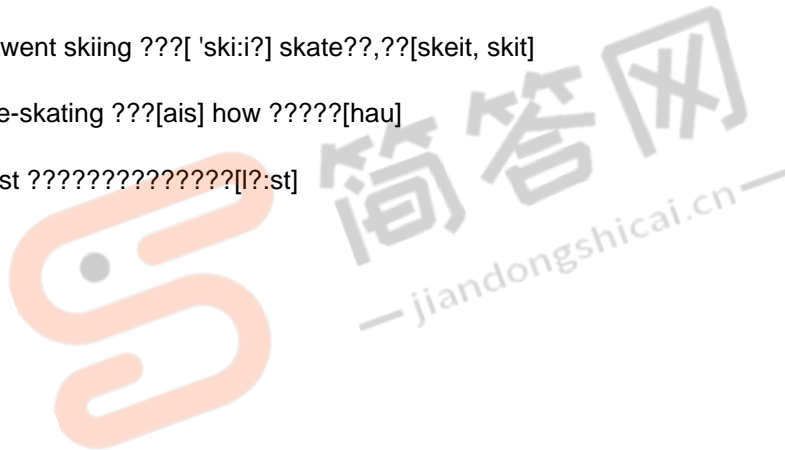 went skiing ???[ 'ski:i?] skate??,??[skeit, skit]
e-skating ???[ais] how ?????[hau]
st ??????????????[l?:st]
简答网
— jiandongshicai.cn —